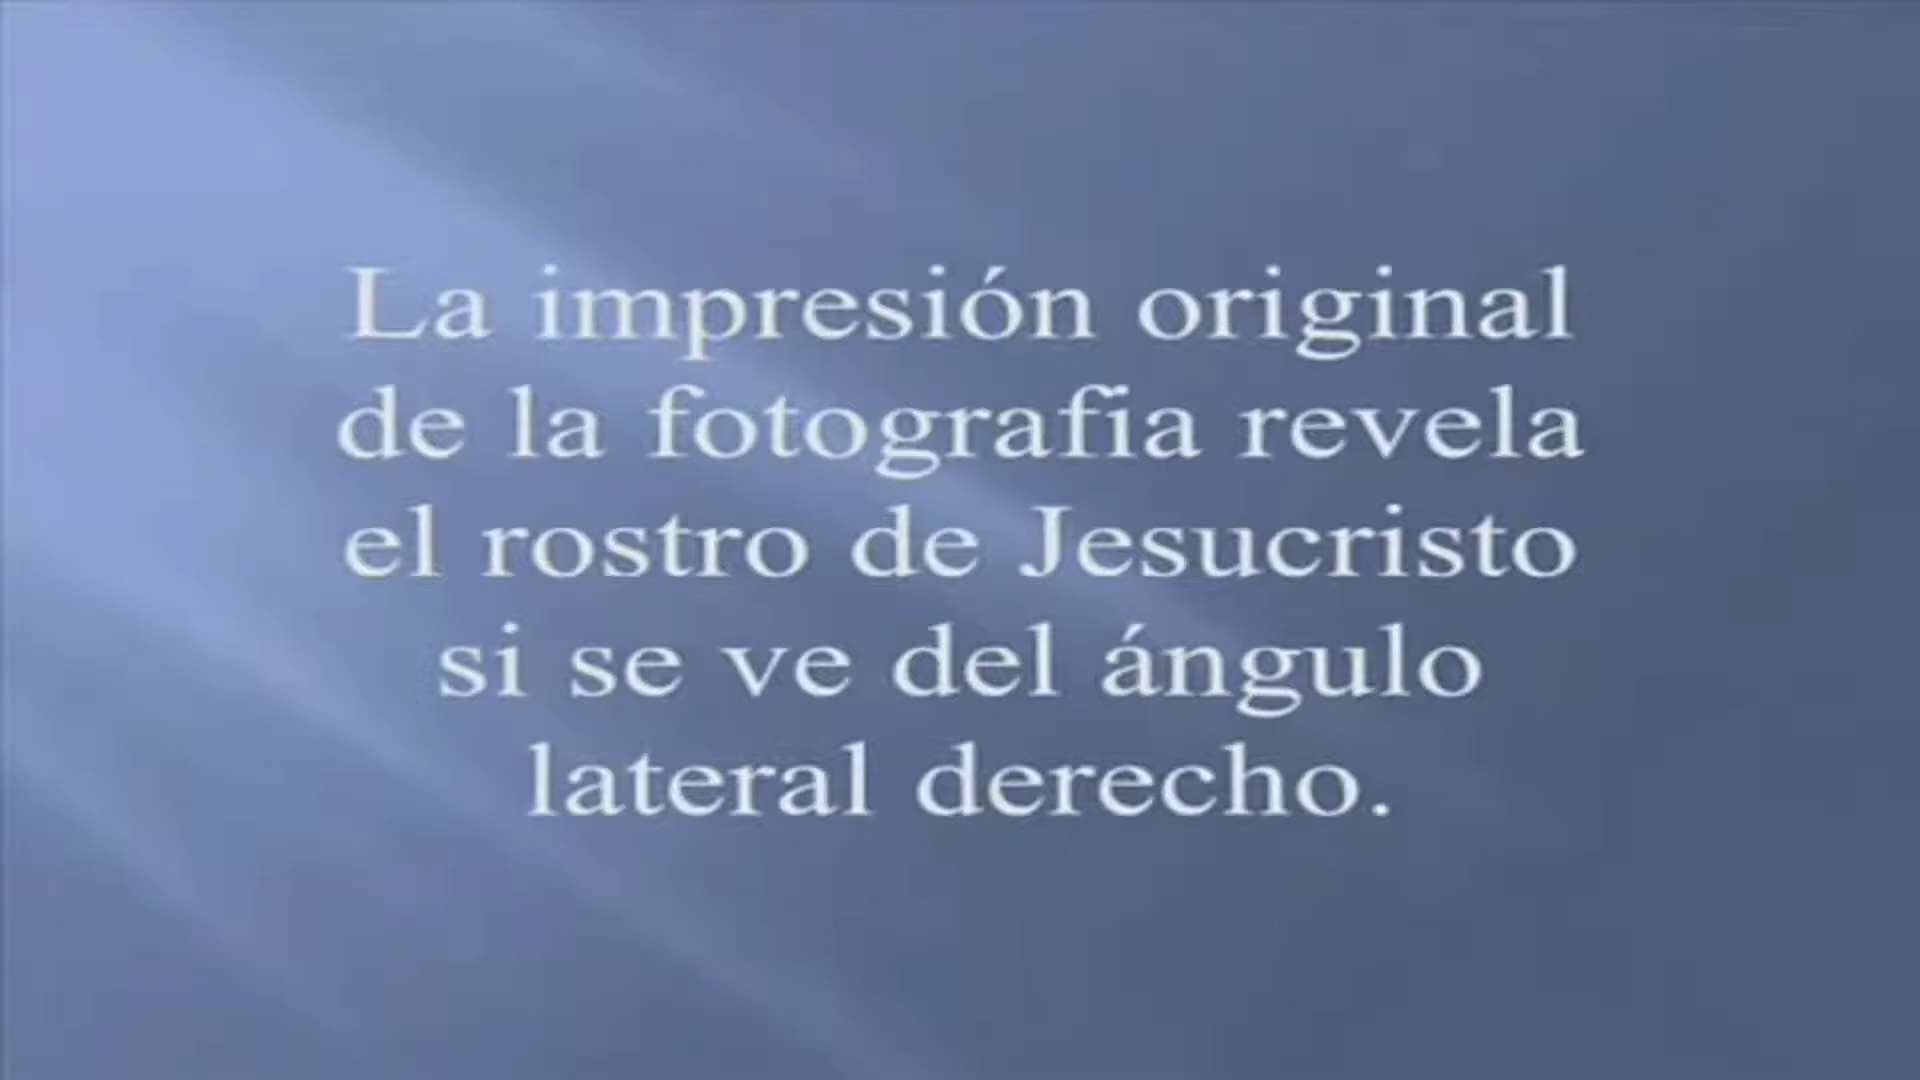 La impresión original
de la fotografia revela
el rostro de Jesucristo
si se ve del ángulo
lateral derecho.